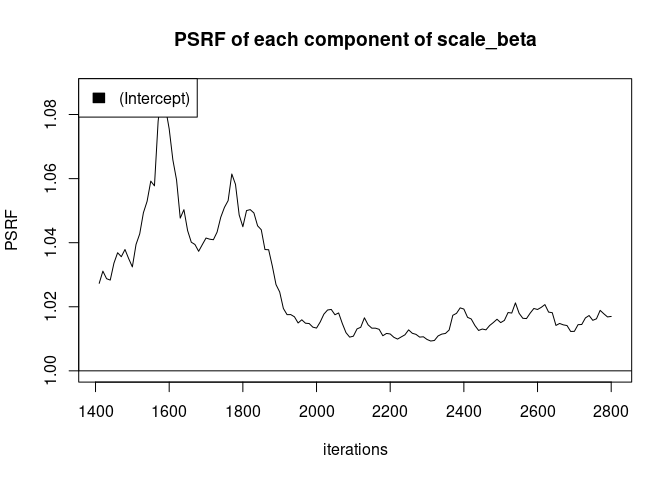 PSRF of each component of scale_beta
(Intercept)
PSRF
1.00
1.02
1.04
1.06
1.08
1400 1600 1800 2000 2200 2400 2600 2800
iterations